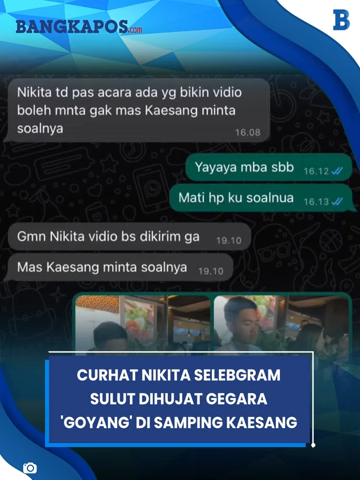 BANGKAPOS.com
B
Nikita td pas acara ada yg bikin vidio
boleh mnta gak mas Kaesang minta
soalnya
16.08
Yayaya mba sbb
16.12
Mati hp ku soalnua
16.13
Gmn Nikita vidio bs dikirim ga
19.10
Mas Kaesang minta soalnya
19.10
CURHAT NIKITA SELEBGRAM
SULUT DIHUJAT GEGARA
'GOYANG' DI SAMPING KAESANG